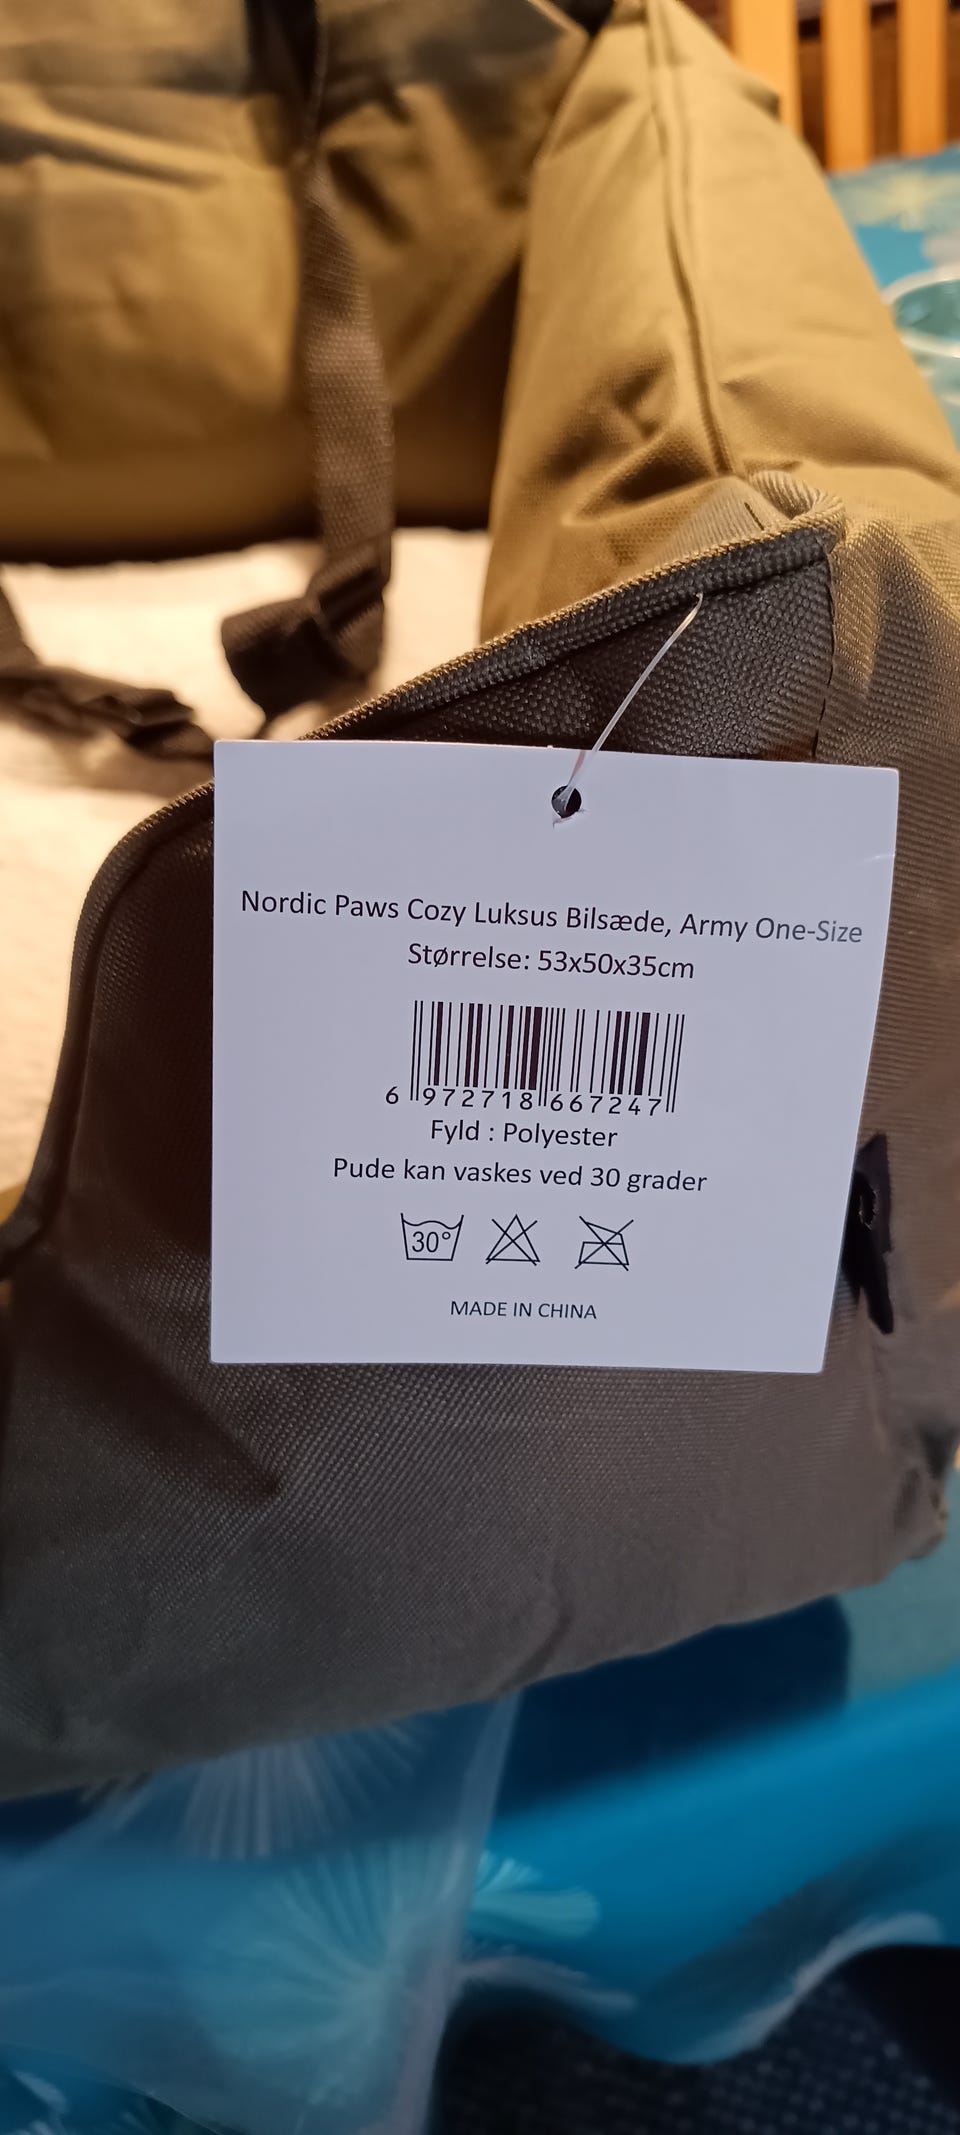 Nordic Paws Cozy Luksus Bilsæde, Army One-Size
Størrelse: 53x50x35cm
6 972718 667247
Fyld : Polyester
Pude kan vaskes ved 30 grader
30°
MADE IN CHINA